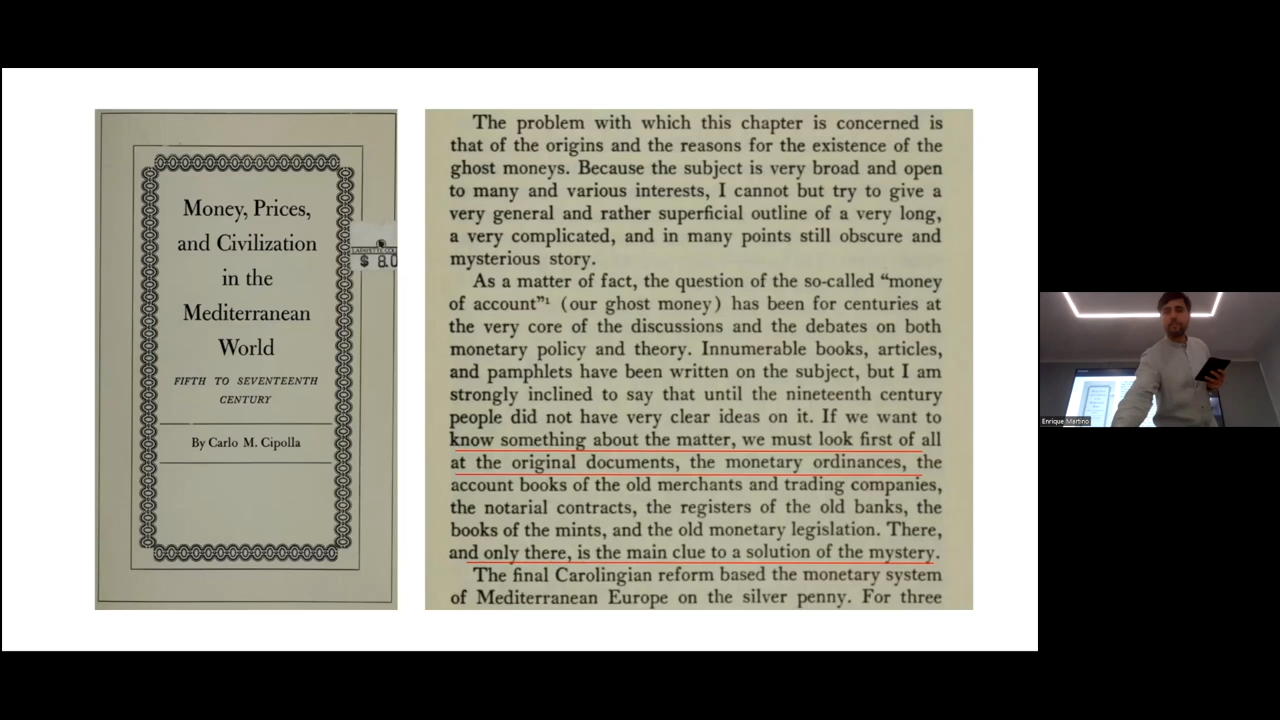 Money, Prices,
and Civilization
in the
Mediterranean
World
FIFTH TO SEVENTEENTH
CENTURY
By Carlo M. Cipolla
$ 8.0
The problem with which this chapter is concerned is
that of the origins and the reasons for the existence of the
ghost moneys. Because the subject is very broad and open
to many and various interests, I cannot but try to give a
very general and rather superficial outline of a very long,
a very complicated, and in many points still obscure and
mysterious story.
As a matter of fact, the question of the so-called “money
of account”¹ (our ghost money) has been for centuries at
the very core of the discussions and the debates on both
monetary policy and theory. Innumerable books, articles,
and pamphlets have been written on the subject, but I am
strongly inclined to say that until the nineteenth century
people did not have very clear ideas on it. If we want to
know something about the matter, we must look first of all
at the original documents, the monetary ordinances, the
account books of the old merchants and trading companies,
the notarial contracts, the registers of the old banks, the
books of the mints, and the old monetary legislation. There,
and only there, is the main clue to a solution of the mystery.
The final Carolingian reform based the monetary system
of Mediterranean Europe on the silver penny. For three
Enrique Martino